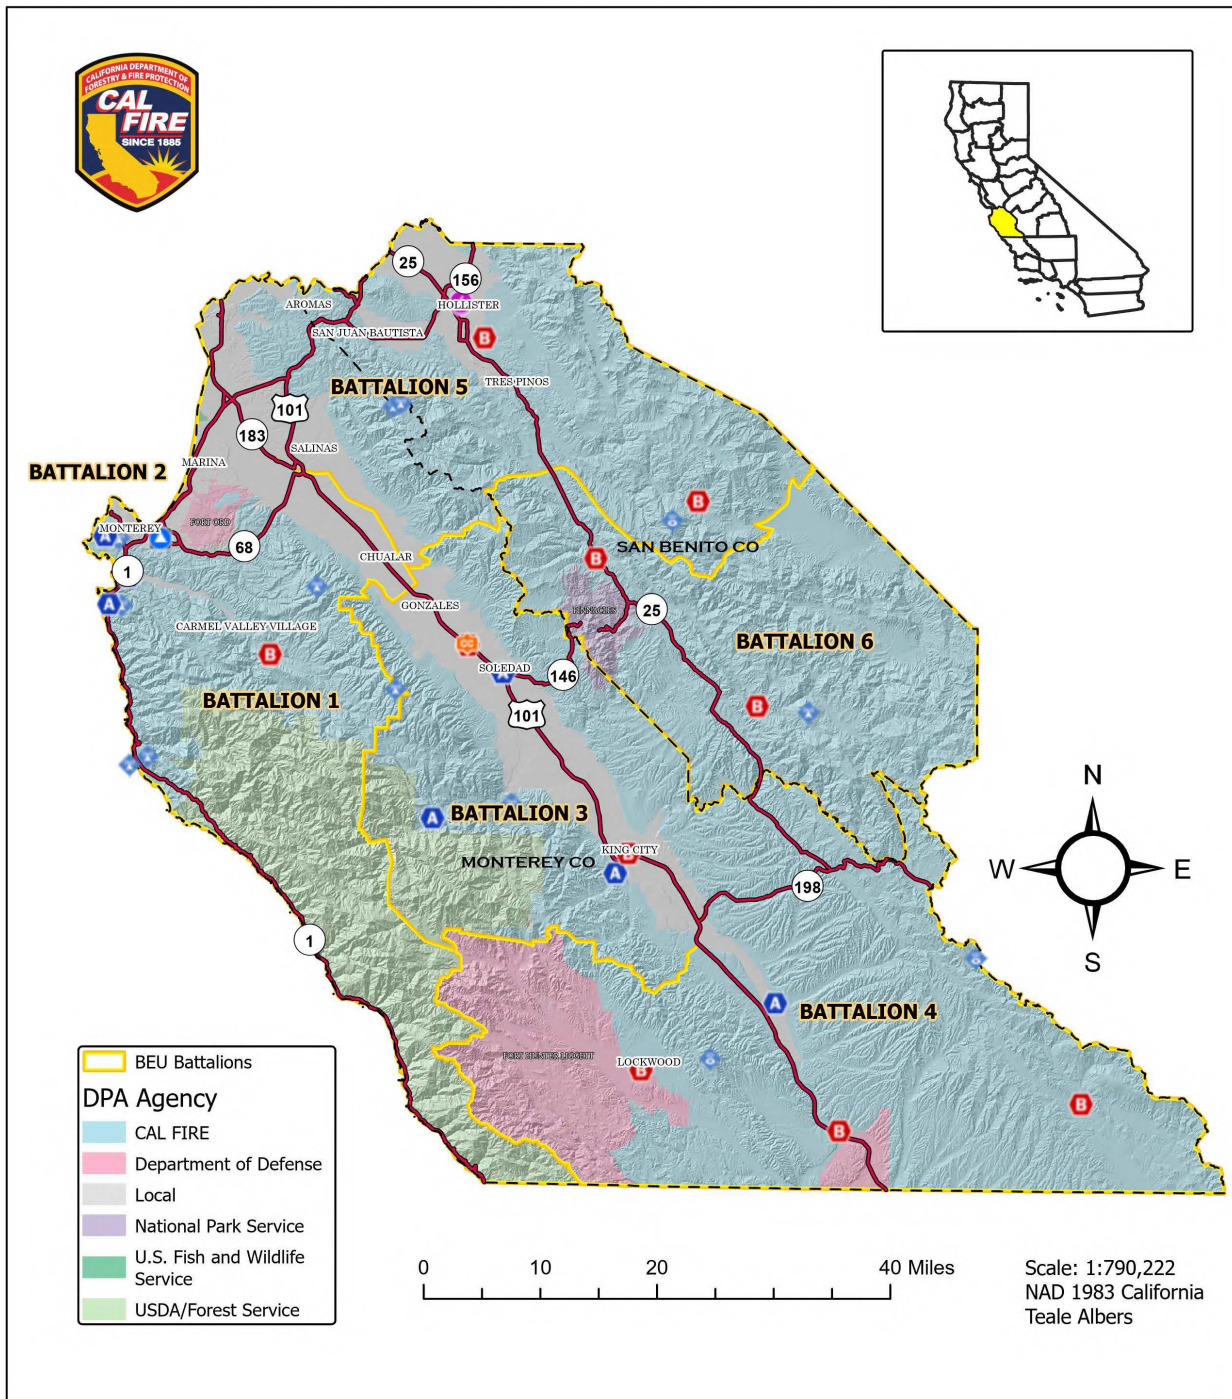 CALIFORNIA DEPARTMENT OF
FORESTRY & FIRE PROTECTION
CAL
FIRE
SINCE 1885
25
156
AROMAS
HOLLISTER
SAN JUAN BAUTISTA
B
TRES PINOS
BATTALION 5
101
183
SALINAS
MARINA
BATTALION 2
B
FORT ORD
MONTEREY
A
SAN BENITO CO
68
CHUALAR
B
1
A
GONZALES
PINNACLES
25
CARMEL VALLEY VILLAGE
BATTALION 6
B
CC
SOLEDAD
A
146
BATTALION 1
B
101
A
BATTALION 3
KING CITY
B
MONTEREY CO
A
198
1
A
BATTALION 4
FORT HUNTER LIGGETT
LOCKWOOD
B
B
B
N
W
E
S
BEU Battalions
DPA Agency
CAL FIRE
Department of Defense
Local
National Park Service
U.S. Fish and Wildlife
Service
USDA/Forest Service
0 10 20 40 Miles
Scale: 1:790,222
NAD 1983 California
Teale Albers